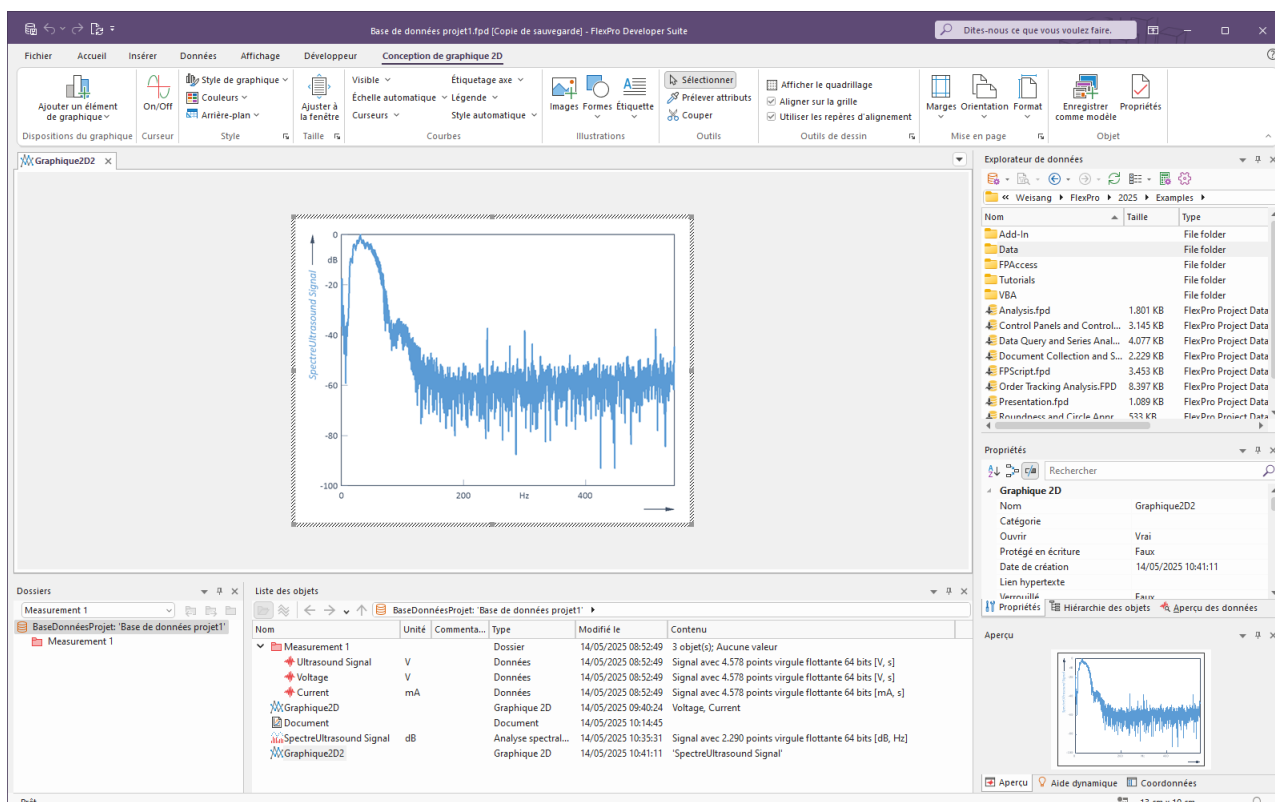 Base de données projet1.fpd [Copie de sauvegarde] - FlexPro Developer Suite
Dites-nous ce que vous voulez faire.
Fichier Accueil Insérer Données Affichage Développeur Conception de graphique 2D
Ajouter un élément de graphique
Dispositions du graphique
On/Off
Curseur
Style de graphique
Couleurs
Arrière-plan
Style
Ajuster à la fenêtre
Taille
Visible
Échelle automatique
Curseurs
Étiquetage axe
Légende
Style automatique
Courbes
Images Formes Étiquette
Illustrations
Sélectionner
Prélever attributs
Couper
Outils
Afficher le quadrillage
Aligner sur la grille
Utiliser les repéres d'alignement
Outils de dessin
Marges Orientation Format
Mise en page
Enregistrer comme modèle
Propriétés
Objet
Graphique2D2
SpectreUltrasound Signal
0
dB
-20
-40
-60
-80
-100
0 200 Hz 400
Explorateur de données
« Weisang FlexPro 2025 Examples
Nom Taille Type
Add-In File folder
Data File folder
FPAccess File folder
Tutorials File folder
VBA File folder
Analysis.fpd 1.801 KB FlexPro Project Data
Control Panels and Control... 3.145 KB FlexPro Project Data
Data Query and Series Anal... 4.077 KB FlexPro Project Data
Document Collection and S... 2.229 KB FlexPro Project Data
FPScript.fpd 3.453 KB FlexPro Project Data
Order Tracking Analysis.FPD 8.397 KB FlexPro Project Data
Presentation.fpd 1.089 KB FlexPro Project Data
Roundness and Circle Appr 533 KB FlexPro Project Data
Propriétés
Rechercher
Graphique 2D
Nom Graphique2D2
Catégorie
Ouvrir Vrai
Protégé en écriture Faux
Date de création 14/05/2025 10:41:11
Lien hypertexte
Verrouillé Faux
Propriétés Hiérarchie des objets Aperçu des données
Aperçu
Aperçu Aide dynamique Coordonnées
Dossiers
Measurement 1
BaseDonnéesProjet: 'Base de données projet1'
Measurement 1
Liste des objets
BaseDonnéesProjet: 'Base de données projet1'
Nom Unité Commenta... Type Modifié le Contenu
Measurement 1 Dossier 14/05/2025 08:52:49 3 objet(s); Aucune valeur
Ultrasound Signal V Données 14/05/2025 08:52:49 Signal avec 4.578 points virgule flottante 64 bits [V, s]
Voltage V Données 14/05/2025 08:52:49 Signal avec 4.578 points virgule flottante 64 bits [V, s]
Current mA Données 14/05/2025 08:52:49 Signal avec 4.578 points virgule flottante 64 bits [mA, s]
Graphique2D Graphique 2D 14/05/2025 09:40:24 Voltage, Current
Document Document 14/05/2025 10:14:45
SpectreUltrasound Signal dB Analyse spectral... 14/05/2025 10:35:31 Signal avec 2.290 points virgule flottante 64 bits [dB, Hz]
Graphique2D2 Graphique 2D 14/05/2025 10:41:11 'SpectreUltrasound Signal'
Prêt
13 cm x 10 cm